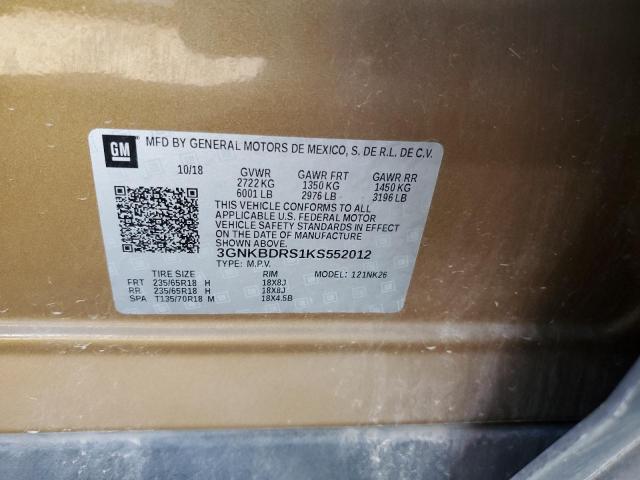 GM
MFD BY GENERAL MOTORS DE MEXICO, S. DE R.L. DE C.V.
10/18 GVWR GAWR FRT GAWR RR
2722 KG 1350 KG 1450 KG
6001 LB 2976 LB 3196 LB
THIS VEHICLE CONFORMS TO ALL
APPLICABLE U.S. FEDERAL MOTOR
VEHICLE SAFETY STANDARDS IN EFFECT
ON THE DATE OF MANUFACTURE
SHOWN ABOVE.
3GNKBDRS1KS552012
TYPE: M.P.V.
TIRE SIZE RIM MODEL: 121NK26
FRT 235/65R18 H 18X8J
RR 235/65R18 H 18X8J
SPA T135/70R18 M 18X4.5B